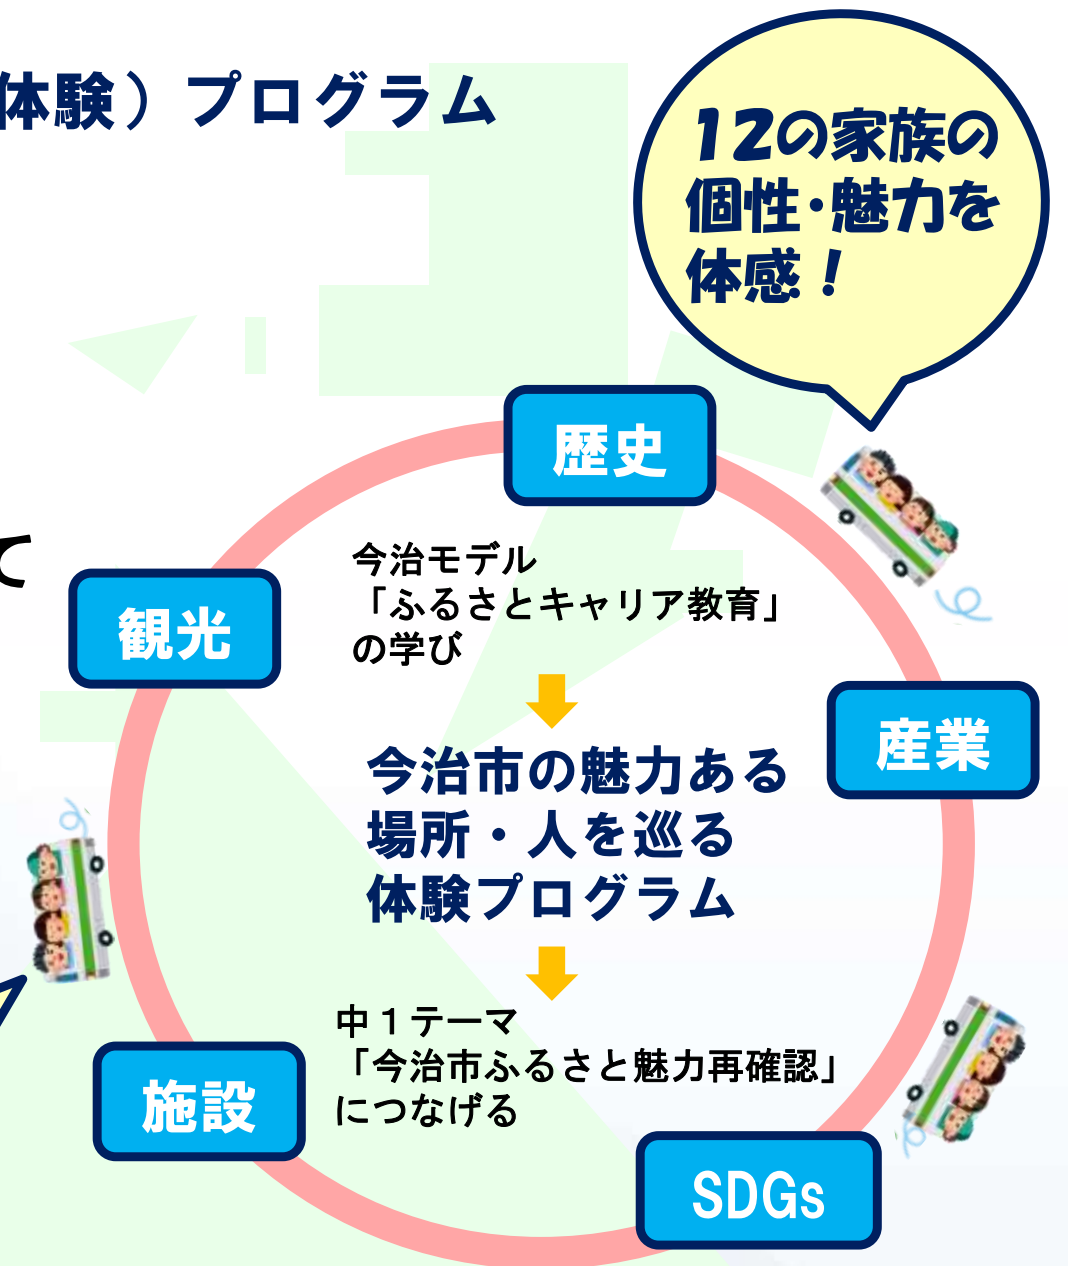 体験）プログラム
12の家族の
個性・魅力を
体感！
歴史
て
観光
今治モデル
「ふるさとキャリア教育」
の学び
産業
今治市の魅力ある
場所・人を巡る
体験プログラム
中１テーマ
「今治市ふるさと魅力再確認」
につなげる
施設
SDGs